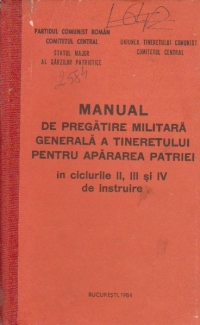 PARTIDUL COMUNIST ROMÂN
COMITETUL CENTRAL
STATUL MAJOR
AL GĂRZILOR PATRIOTICE
UNIUNEA TINERETULUI COMUNIST
COMITETUL CENTRAL
MANUAL
DE PREGĂTIRE MILITARĂ
GENERALĂ A TINERETULUI
PENTRU APĂRAREA PATRIEI
în ciclurile II, III și IV
de instruire
BUCUREȘTI, 1984